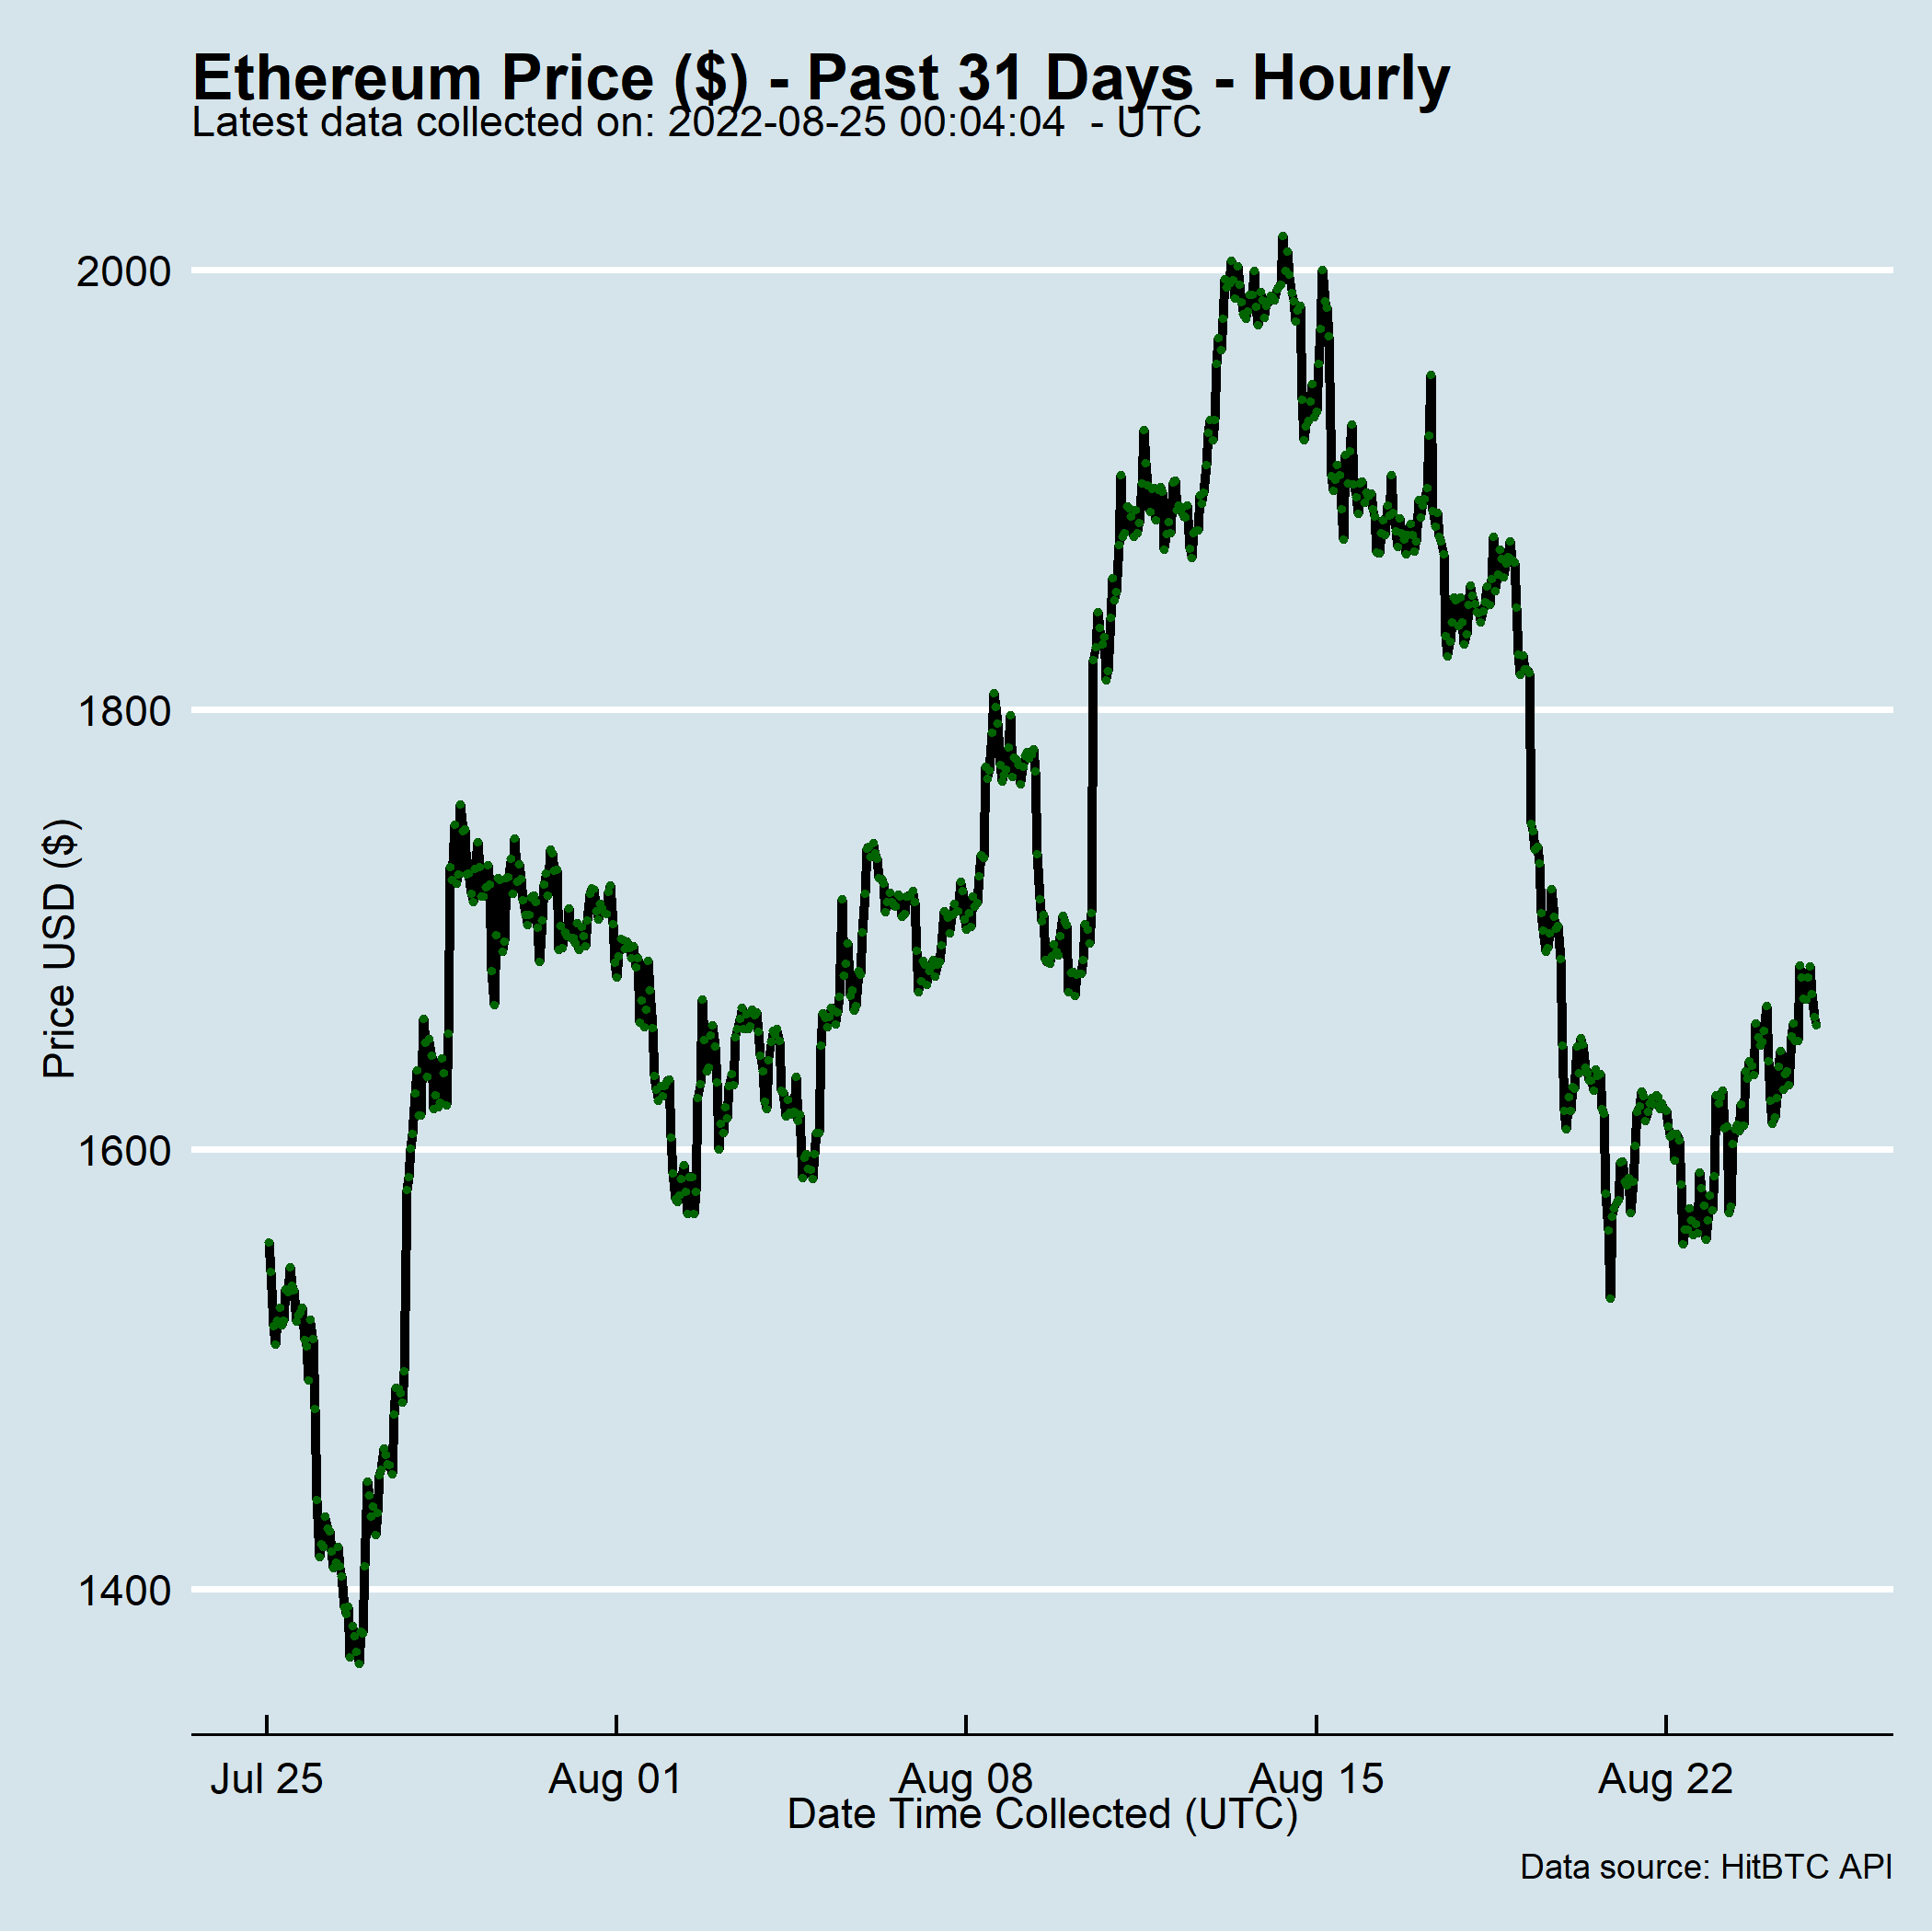 Ethereum Price ($) - Past 31 Days - Hourly
Latest data collected on: 2022-08-25 00:04:04  - UTC
2000
1800
1600
1400
Price USD ($)
Jul 25 Aug 01 Aug 08 Aug 15 Aug 22
Date Time Collected (UTC)
Data source: HitBTC API